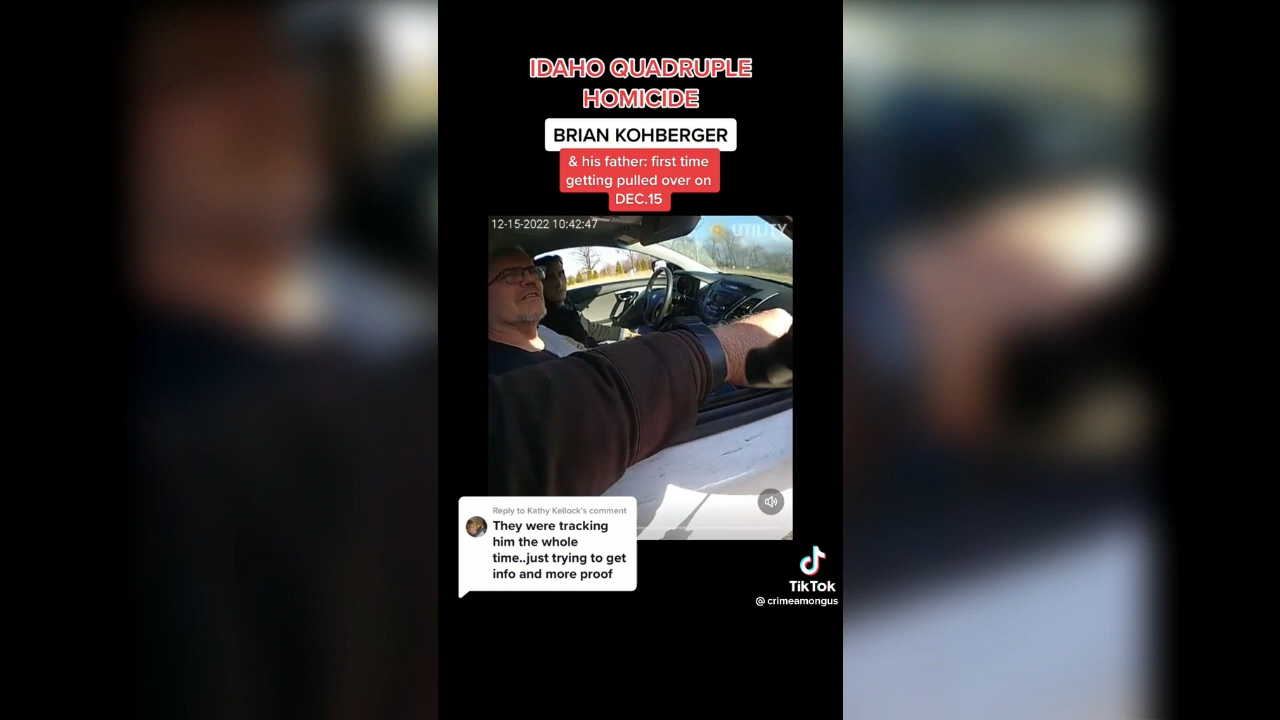 IDAHO QUADRUPLE
HOMICIDE
BRIAN KOHBERGER
& his father: first time
getting pulled over on
DEC.15
12-15-2022 10:42:47
UTILITY
Reply to Kathy Kellock's comment
They were tracking
him the whole
time..just trying to get
info and more proof
TikTok
@ crimeamongus